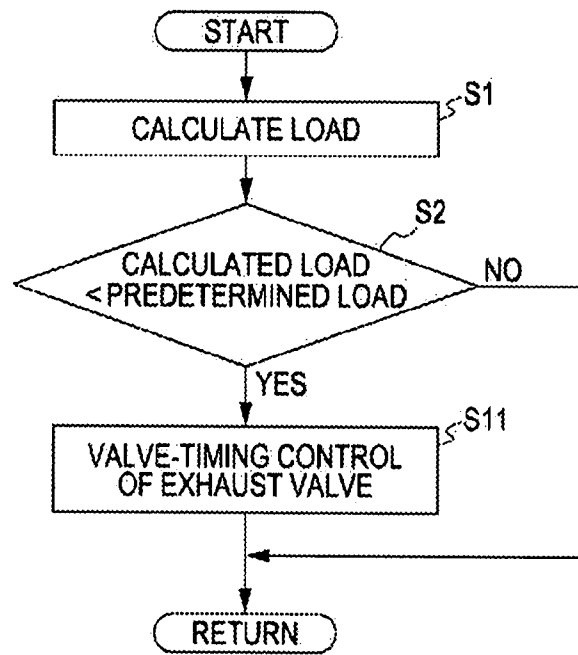 START
S1
CALCULATE LOAD
S2
CALCULATED LOAD
< PREDETERMINED LOAD
NO
YES
S11
VALVE-TIMING CONTROL
OF EXHAUST VALVE
RETURN